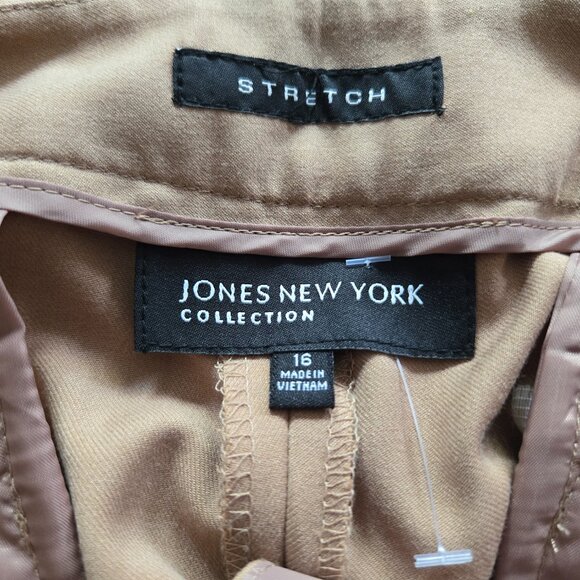 STRETCH
JONES NEW YORK
COLLECTION
16
MADE IN
VIETNAM